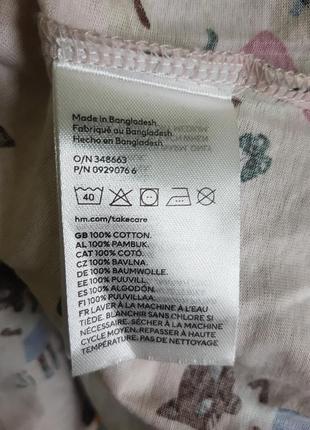 Made in Bangladesh.
Fabriqué au Bangladesh.
Hecho en Bangladesh.
O/N 348663
P/N 0929076 6
40
hm.com/takecare
GB 100% COTTON.
AL 100% PAMBUK.
CAT 100% COTÓ.
CZ 100% BAVLNA.
DE 100% BAUMWOLLE.
EE 100% PUUVILL.
ES 100% ALGODÓN.
FI 100% PUUVILLAA.
FR LAVER À LA MACHINE À L'EAU
TIÈDE. BLANCHIR SANS CHLORE SI
NÉCESSAIRE. SÉCHER À LA MACHINE
CYCLE MOYEN. REPASSER À HAUTE
TEMPÉRATURE. PAS DE NETTOYAGE